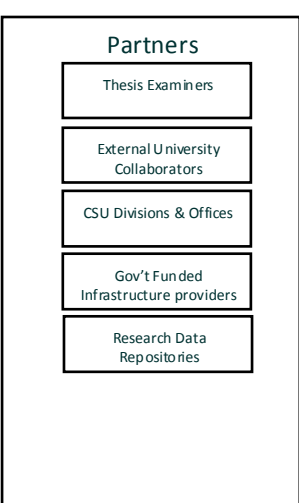 Partners
Thesis Examiners
External University
Collaborators
CSU Divisions & Offices
Gov't Funded
Infrastructure providers
Research Data
Repositories